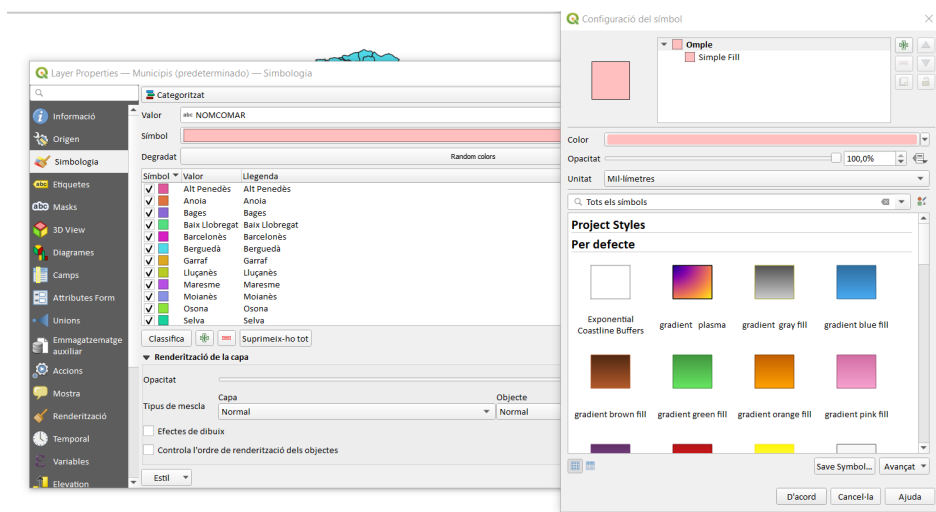 Layer Properties — Municipis (predeterminado) — Simbologia
Informació
Origen
Simbologia
abc Etiquetes
abc Masks
3D View
Diagrames
Camps
Attributes Form
Unions
Emmagatzematge
auxiliar
Accions
Mostra
Renderització
Temporal
Variables
Elevation
Categoritzat
Valor abc NOMCOMAR
Símbol
Degradat Random colors
Símbol Valor Llegenda
Alt Penedès Alt Penedès
Anoia Anoia
Bages Bages
Baix Llobregat Baix Llobregat
Barcelonès Barcelonès
Berguedà Berguedà
Garraf Garraf
Lluçanès Lluçanès
Maresme Maresme
Moianès Moianès
Osona Osona
Selva Selva
Classifica Suprimeix-ho tot
Renderització de la capa
Opacitat
Capa Objecte
Tipus de mescla Normal Normal
Efectes de dibuix
Controla l'ordre de renderització dels objectes
Estil
Configuració del símbol
Omple
Simple Fill
Color
Opacitat 100,0%
Unitat Mil·límetres
Tots els símbols
Project Styles
Per defecte
Exponential
Coastline Buffers gradient plasma gradient gray fill gradient blue fill
gradient brown fill gradient green fill gradient orange fill gradient pink fill
Save Symbol... Avançat
D'acord Cancel·la Ajuda